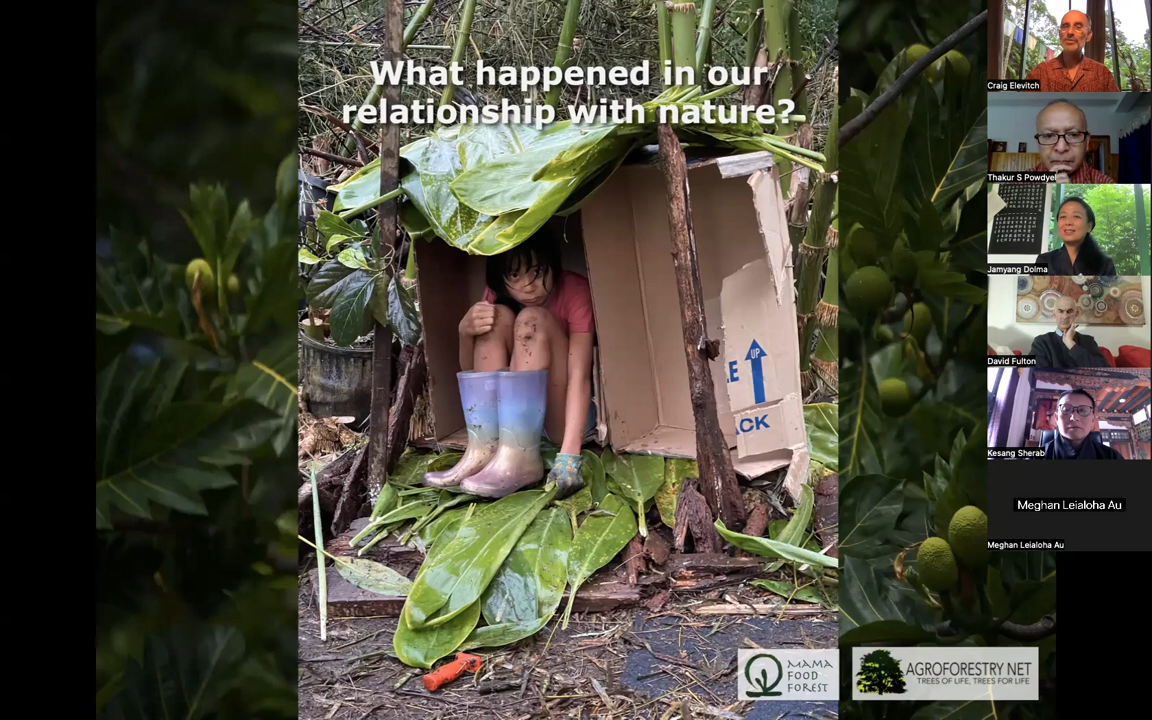 What happened in our
relationship with nature?
UP
E
ACK
MAMA
FOOD
FOREST
AGROFORESTRY NET
TREES OF LIFE, TREES FOR LIFE
Craig Elevitch
Thakur S Powdyel
Jamyang Dolma
David Fulton
Kesang Sherab
Meghan Leialoha Au
Meghan Leialoha Au